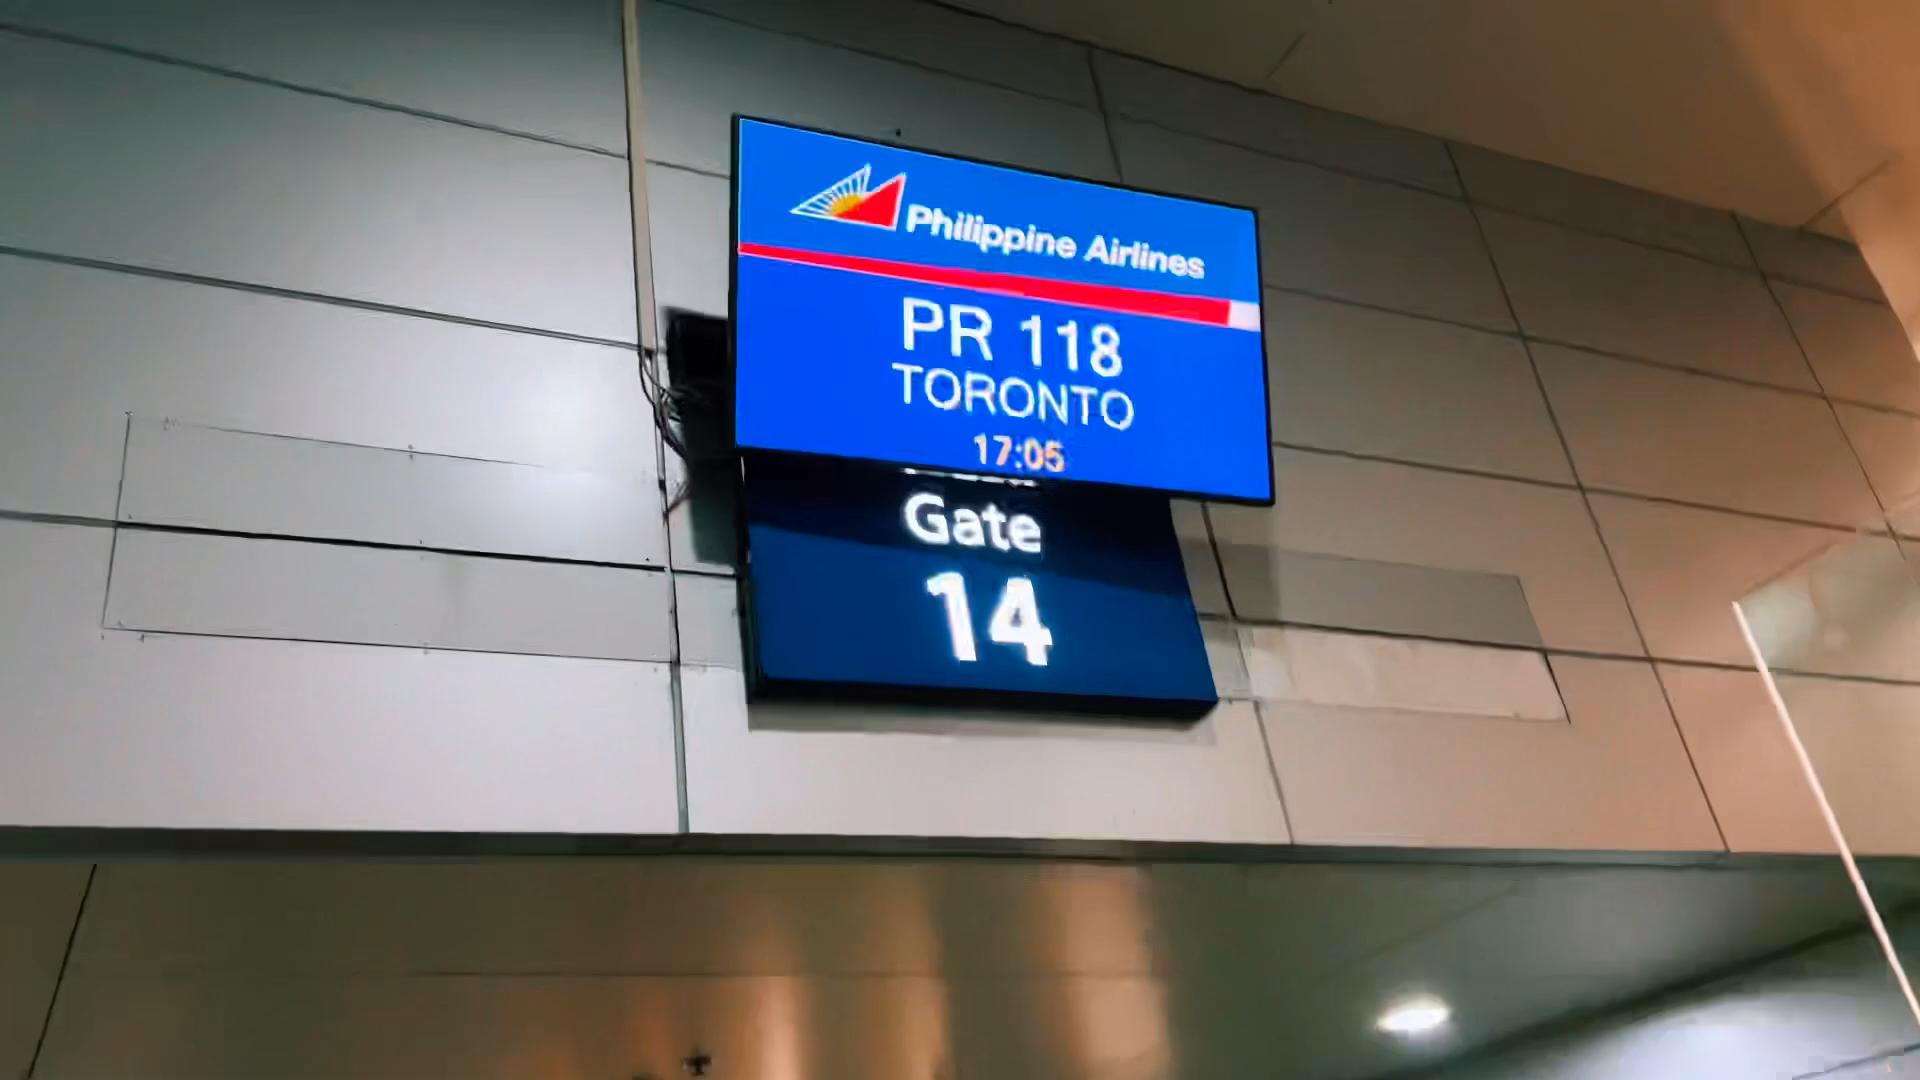 Philippine Airlines
PR 118
TORONTO
17:05
Gate
14